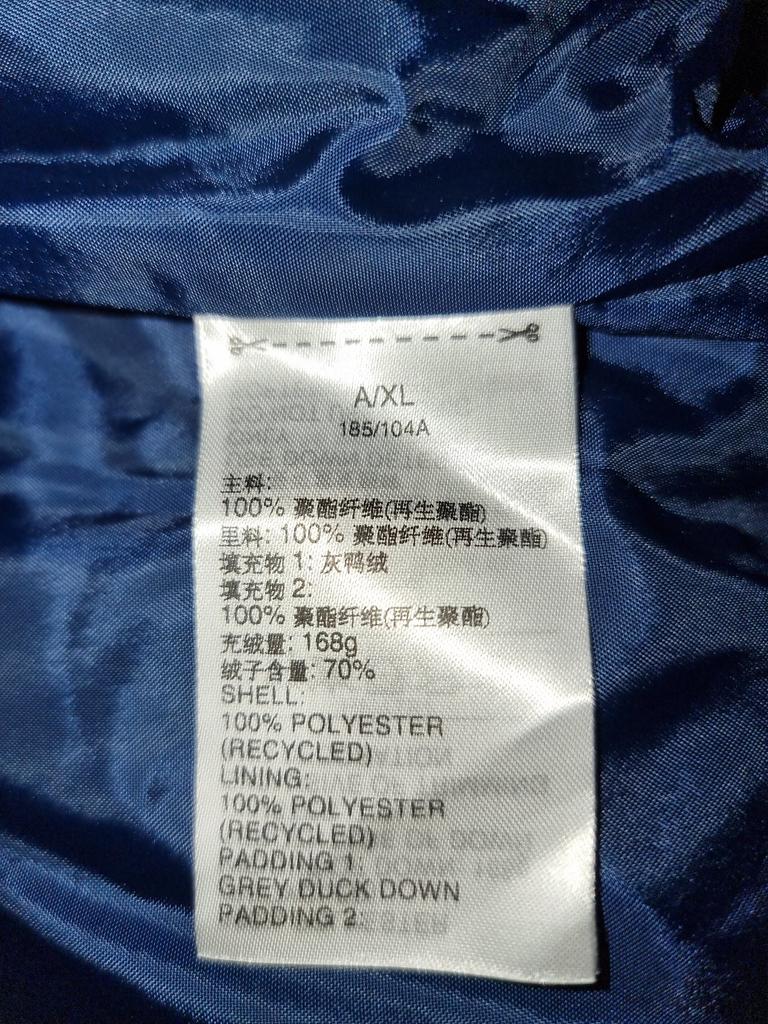 A/XL
185/104A
主料:
100% 聚酯纤维(再生聚酯)
里料: 100% 聚酯纤维(再生聚酯)
填充物 1: 灰鸭绒
填充物 2:
100% 聚酯纤维(再生聚酯)
充绒量: 168g
绒子含量: 70%
SHELL:
100% POLYESTER
(RECYCLED)
LINING:
100% POLYESTER
(RECYCLED)
PADDING 1:
GREY DUCK DOWN
PADDING 2: